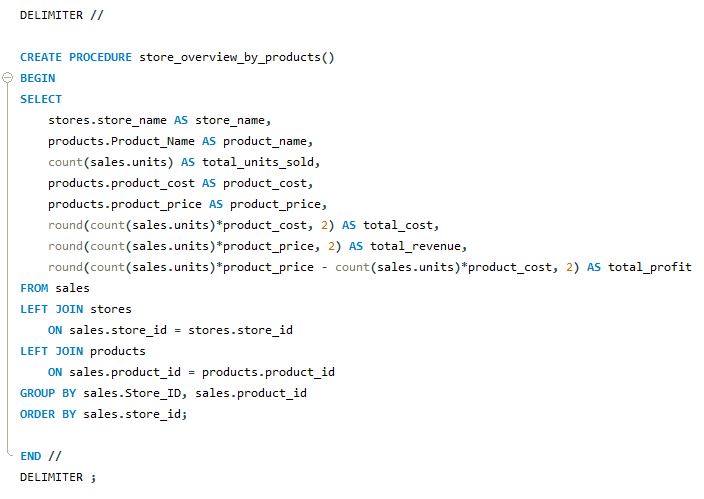 DELIMITER //
CREATE PROCEDURE store_overview_by_products()
BEGIN
SELECT
stores.store_name AS store_name,
products.Product_Name AS product_name,
count(sales.units) AS total_units_sold,
products.product_cost AS product_cost,
products.product_price AS product_price,
round(count(sales.units)*product_cost, 2) AS total_cost,
round(count(sales.units)*product_price, 2) AS total_revenue,
round(count(sales.units)*product_price - count(sales.units)*product_cost, 2) AS total_profit
FROM sales
LEFT JOIN stores
ON sales.store_id = stores.store_id
LEFT JOIN products
ON sales.product_id = products.product_id
GROUP BY sales.Store_ID, sales.product_id
ORDER BY sales.store_id;
END //
DELIMITER ;